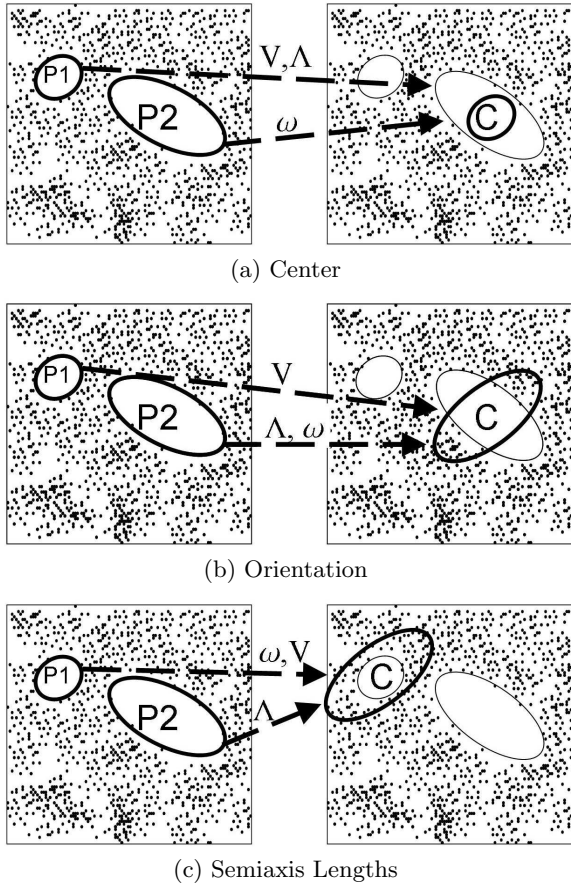 P1
P2
V,Λ
ω
C
(a) Center
P1
P2
V
Λ, ω
C
(b) Orientation
P1
P2
ω,V
Λ
C
(c) Semiaxis Lengths